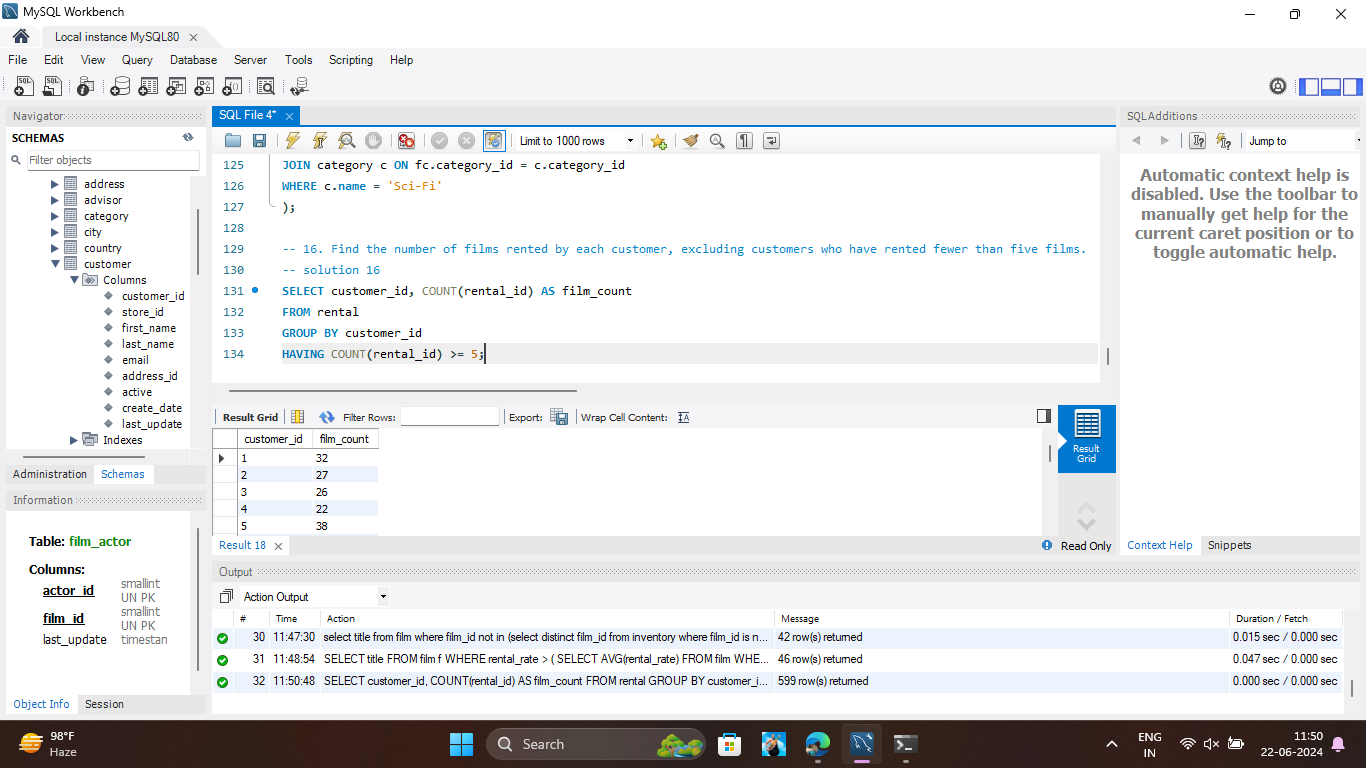 MySQL Workbench
Local instance MySQL80
File Edit View Query Database Server Tools Scripting Help
Navigator
SCHEMAS
Filter objects
address
advisor
category
city
country
customer
Columns
customer_id
store_id
first_name
last_name
email
address_id
active
create_date
last_update
Indexes
Administration Schemas
Information
Table: film_actor
Columns:
actor_id smallint UN PK
film_id smallint UN PK
last_update timestan
Object Info Session
SQL File 4*
Limit to 1000 rows
125 JOIN category c ON fc.category_id = c.category_id
126 WHERE c.name = 'Sci-Fi'
127 );
128
129 -- 16. Find the number of films rented by each customer, excluding customers who have rented fewer than five films.
130 -- solution 16
131 SELECT customer_id, COUNT(rental_id) AS film_count
132 FROM rental
133 GROUP BY customer_id
134 HAVING COUNT(rental_id) >= 5;
Result Grid Filter Rows: Export: Wrap Cell Content:
customer_id film_count
1 32
2 27
3 26
4 22
5 38
Result Grid
Result 18 Read Only
Output
Action Output
# Time Action Message Duration / Fetch
30 11:47:30 select title from film where film_id not in (select distinct film_id from inventory where film_id is n... 42 row(s) returned 0.015 sec / 0.000 sec
31 11:48:54 SELECT title FROM film f WHERE rental_rate > ( SELECT AVG(rental_rate) FROM film WHE... 46 row(s) returned 0.047 sec / 0.000 sec
32 11:50:48 SELECT customer_id, COUNT(rental_id) AS film_count FROM rental GROUP BY customer_i... 599 row(s) returned 0.000 sec / 0.000 sec
SQLAdditions
Jump to
Automatic context help is
disabled. Use the toolbar to
manually get help for the
current caret position or to
toggle automatic help.
Context Help Snippets
98°F
Haze
Search
ENG
IN
11:50
22-06-2024